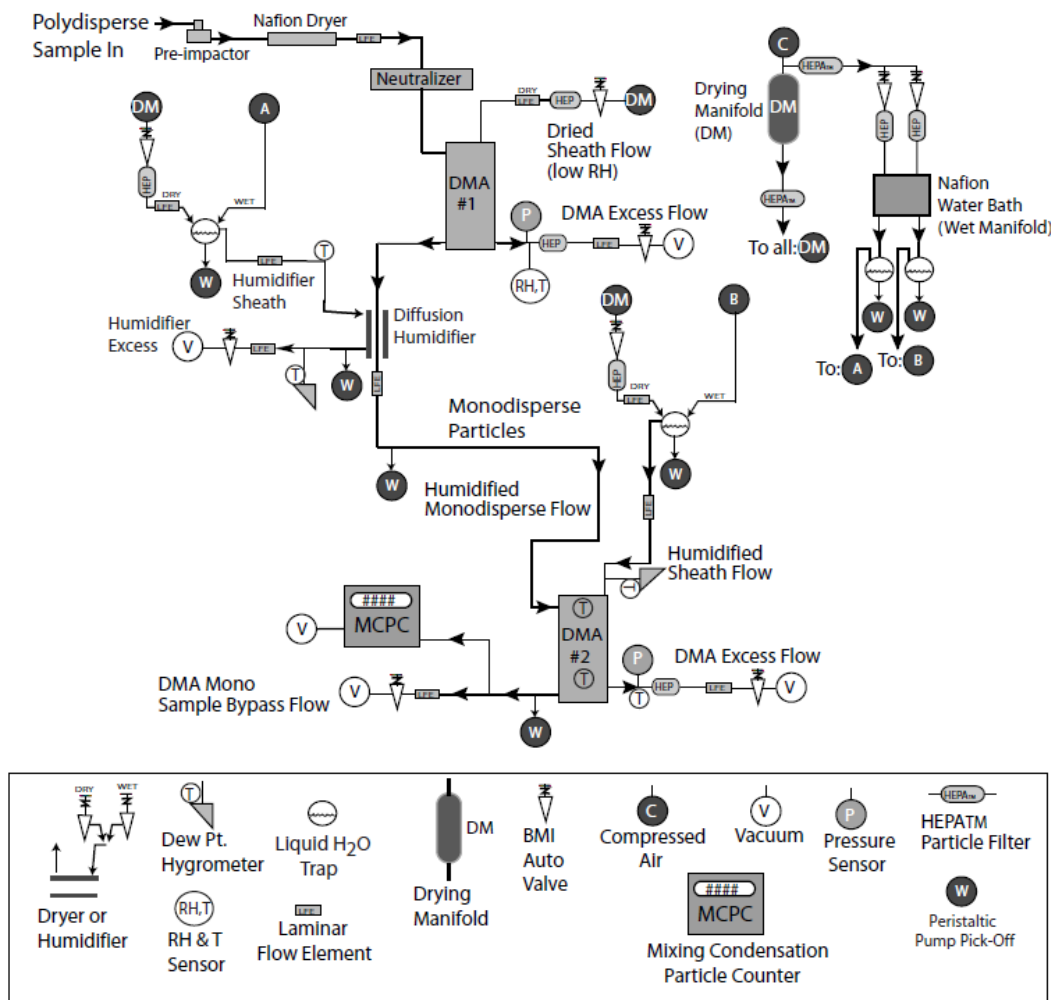 Polydisperse
Sample In
Pre-impactor
Nafion Dryer
LFE
Neutralizer
DM
A
HEP
DRY
LFE
WET
W
LFE
T
Humidifier
Sheath
DMA
#1
DRY
LFE
HEP
DM
Dried
Sheath Flow
(low RH)
P
DMA Excess Flow
HEP
LFE
V
RH,T
C
HEPATM
Drying
Manifold
(DM)
DM
HEPATM
To all: DM
HEP
HEP
Nafion
Water Bath
(Wet Manifold)
W
W
To: A
To: B
Humidifier
Excess
V
LFE
T
W
Diffusion
Humidifier
LFE
DM
B
HEP
DRY
LFE
WET
W
LFE
Monodisperse
Particles
W
Humidified
Monodisperse Flow
Humidified
Sheath Flow
T
####
MCPC
V
T
DMA
#2
T
P
T
DMA Excess Flow
HEP
LFE
V
DMA Mono
Sample Bypass Flow
V
LFE
W
DRY
WET
Dryer or
Humidifier
T
Dew Pt.
Hygrometer
RH,T
RH & T
Sensor
Liquid H2O
Trap
LFE
Laminar
Flow Element
DM
Drying
Manifold
BMI
Auto
Valve
C
Compressed
Air
V
Vacuum
P
Pressure
Sensor
HEPATM
HEPATM
Particle Filter
####
MCPC
Mixing Condensation
Particle Counter
W
Peristaltic
Pump Pick-Off